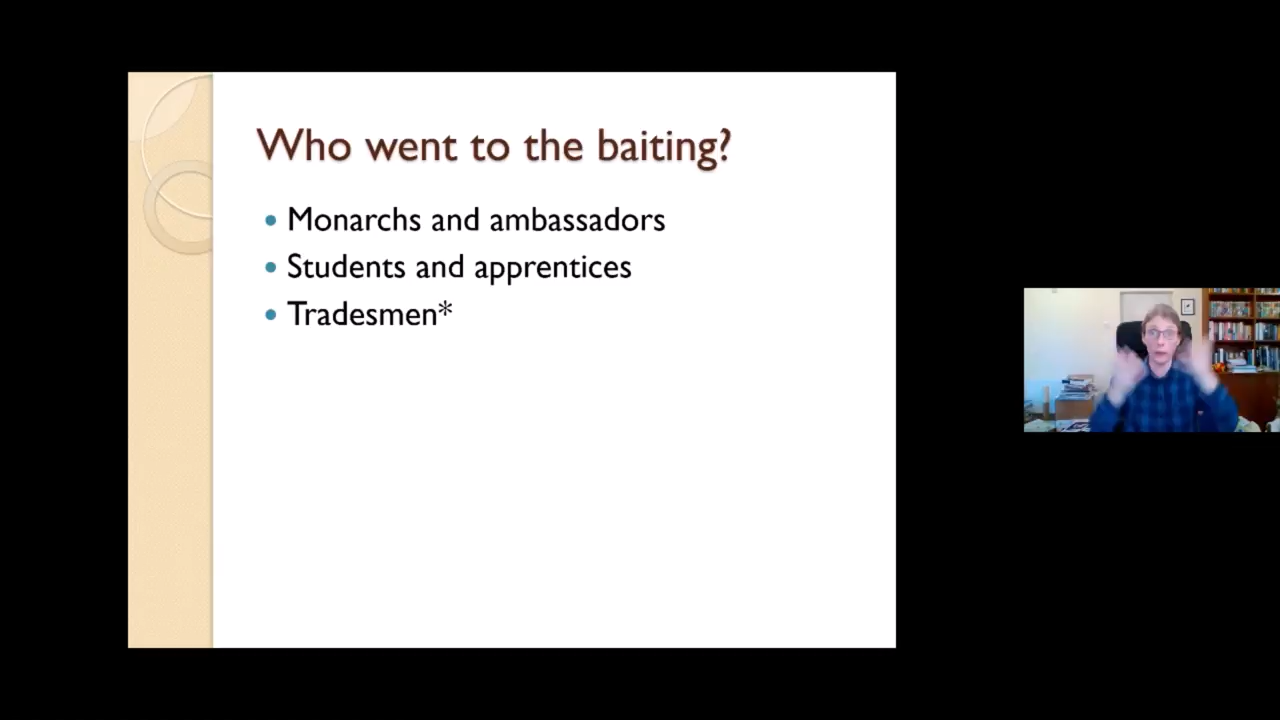 Who went to the baiting?
• Monarchs and ambassadors
• Students and apprentices
• Tradesmen*